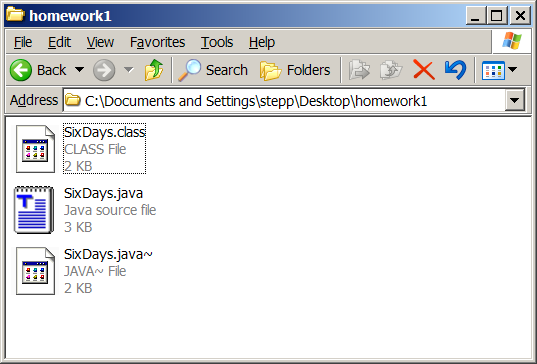 homework1
File Edit View Favorites Tools Help
Back Search Folders
Address C:\Documents and Settings\stepp\Desktop\homework1
SixDays.class
CLASS File
2 KB
SixDays.java
Java source file
3 KB
SixDays.java~
JAVA~ File
2 KB